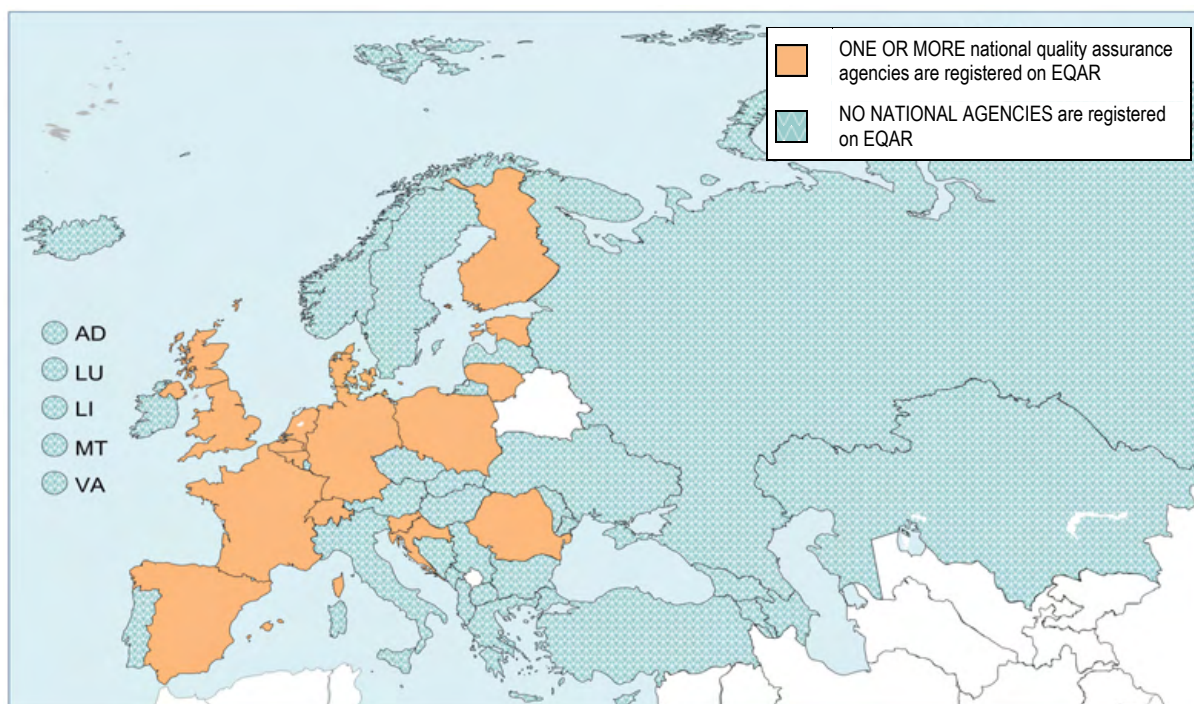 ONE OR MORE national quality assurance
agencies are registered on EQAR
NO NATIONAL AGENCIES are registered
on EQAR
AD
LU
LI
MT
VA